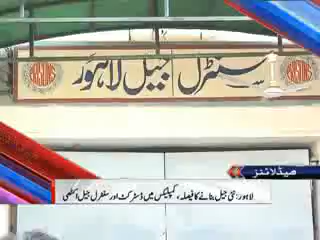 سنٹرل جیل لاہور
ہیڈلائنز
لاہور: نئی جیل بنانے کا فیصلہ، کمپلیکس میں ڈسٹرکٹ اور سنٹرل جیل اکٹھی